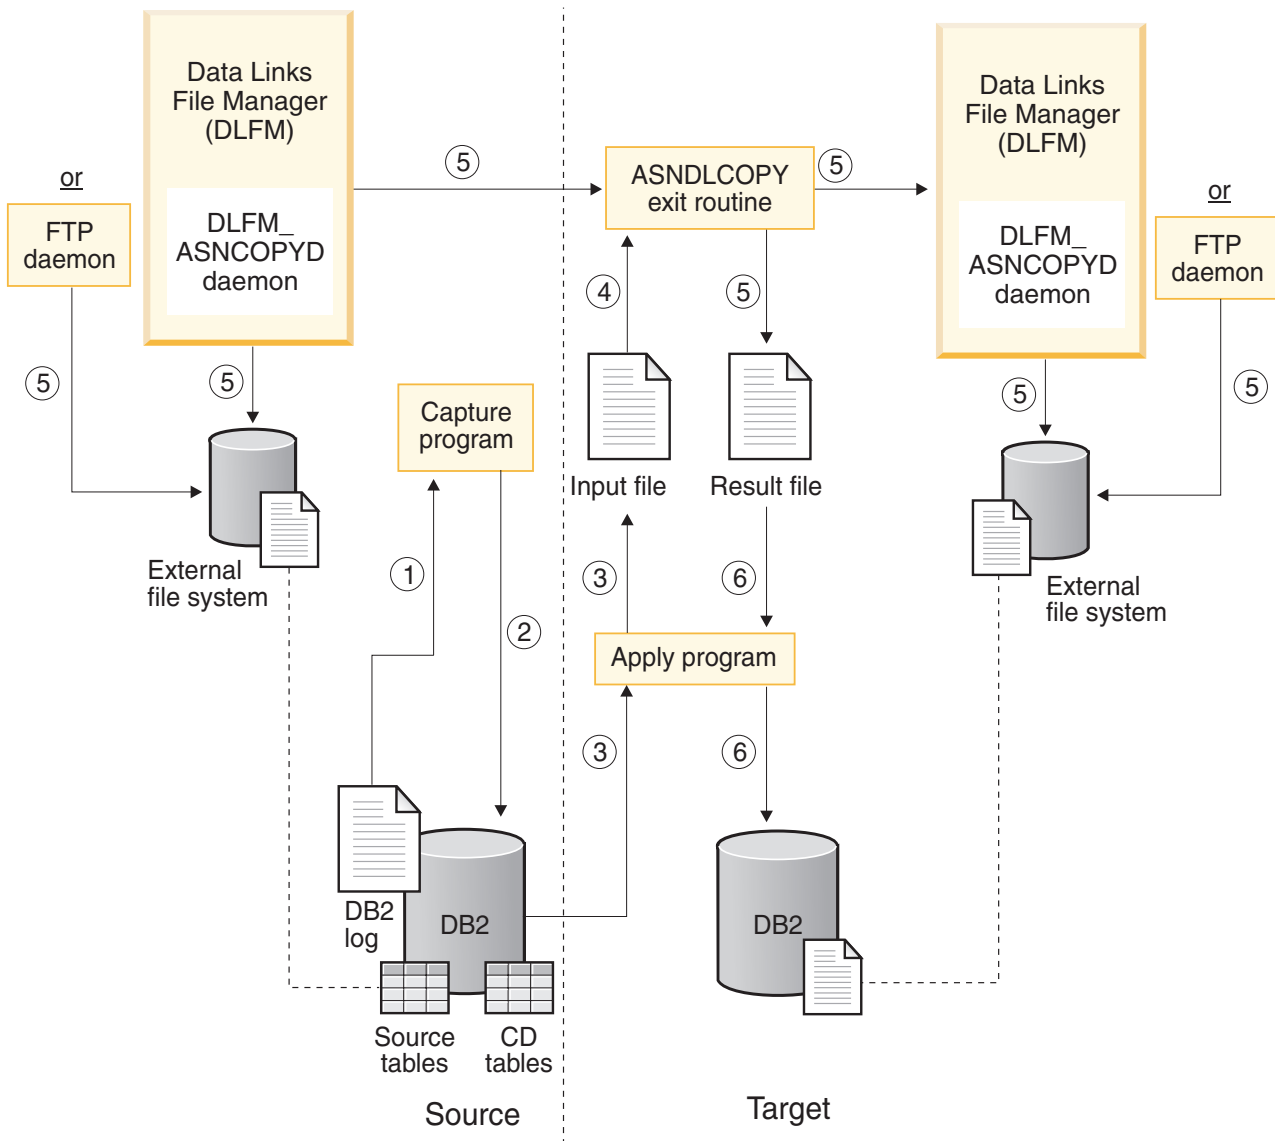 Data Links
File Manager
(DLFM)
DLFM_
ASNCOPYD
daemon
or
FTP
daemon
5
5
5
External
file system
Capture
program
1
2
DB2
log
DB2
Source
tables
CD
tables
Source
ASNDLCOPY
exit routine
5
4
5
Input file
Result file
3
6
Apply program
3
6
DB2
Target
Data Links
File Manager
(DLFM)
DLFM_
ASNCOPYD
daemon
or
FTP
daemon
5
5
External
file system